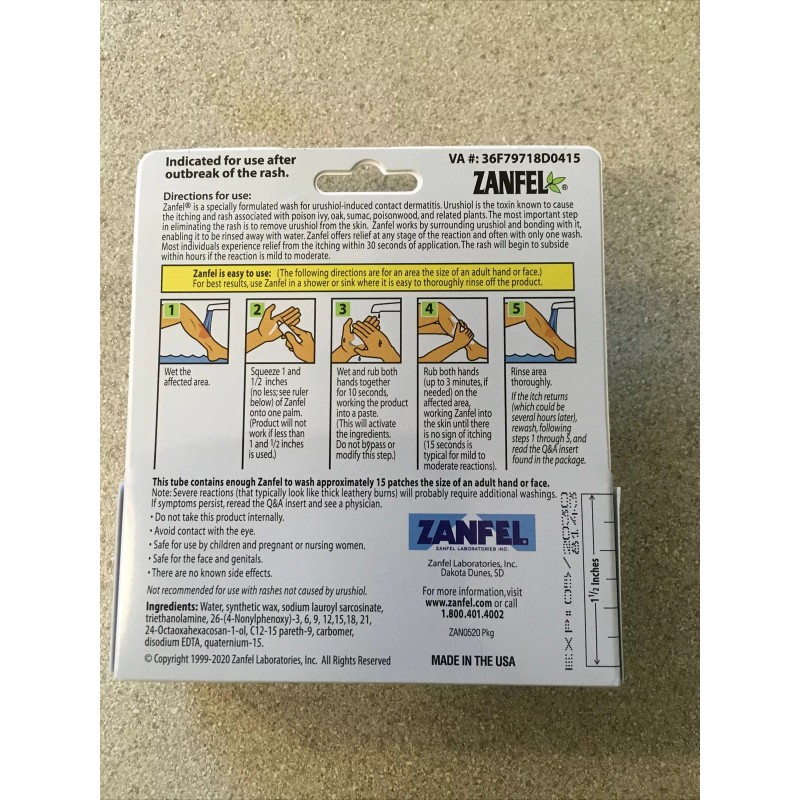 Indicated for use after
outbreak of the rash.
VA #: 36F79718D0415
ZANFEL®
Directions for use:
Zanfel® is a specially formulated wash for urushiol-induced contact dermatitis. Urushiol is the toxin known to cause
the itching and rash associated with poison ivy, oak, sumac, poisonwood, and related plants. The most important step
in eliminating the rash is to remove urushiol from the skin. Zanfel works by surrounding urushiol and bonding with it,
enabling it to be rinsed away with water. Zanfel offers relief at any stage of the reaction and often with only one wash.
Most individuals experience relief from the itching within 30 seconds of application. The rash will begin to subside
within hours if the reaction is mild to moderate.
Zanfel is easy to use: (The following directions are for an area the size of an adult hand or face.)
For best results, use Zanfel in a shower or sink where it is easy to thoroughly rinse off the product.
1
Wet the
affected area.
2
Squeeze 1 and
1/2 inches
(no less; see ruler
below) of Zanfel
onto one palm.
(Product will not
work if less than
1 and 1/2 inches
is used.)
3
Wet and rub both
hands together
for 10 seconds,
working the product
into a paste.
(This will activate
the ingredients.
Do not bypass or
modify this step.)
4
Rub both hands
(up to 3 minutes, if
needed) on the
affected area,
working Zanfel into
the skin until there
is no sign of itching
(15 seconds is
typical for mild to
moderate reactions).
5
Rinse area
thoroughly.
If the itch returns
(which could be
several hours later),
rewash, following
steps 1 through 5, and
read the Q&A insert
found in the package.
This tube contains enough Zanfel to wash approximately 15 patches the size of an adult hand or face.
Note: Severe reactions (that typically look like thick leathery burns) will probably require additional washings.
If symptoms persist, reread the Q&A insert and see a physician.
• Do not take this product internally.
• Avoid contact with the eye.
• Safe for use by children and pregnant or nursing women.
• Safe for the face and genitals.
• There are no known side effects.
Not recommended for use with rashes not caused by urushiol.
Ingredients: Water, synthetic wax, sodium lauroyl sarcosinate,
triethanolamine, 26-(4-Nonylphenoxy)-3, 6, 9, 12,15,18, 21,
24-Octaoxahexacosan-1-ol, C12-15 pareth-9, carbomer,
disodium EDTA, quaternium-15.
© Copyright 1999-2020 Zanfel Laboratories, Inc. All Rights Reserved
ZANFEL
ZANFEL LABORATORIES INC.
Zanfel Laboratories, Inc.
Dakota Dunes, SD
For more information, visit
www.zanfel.com or call
1.800.401.4002
ZAN0520 Pkg
MADE IN THE USA
1 1/2 Inches